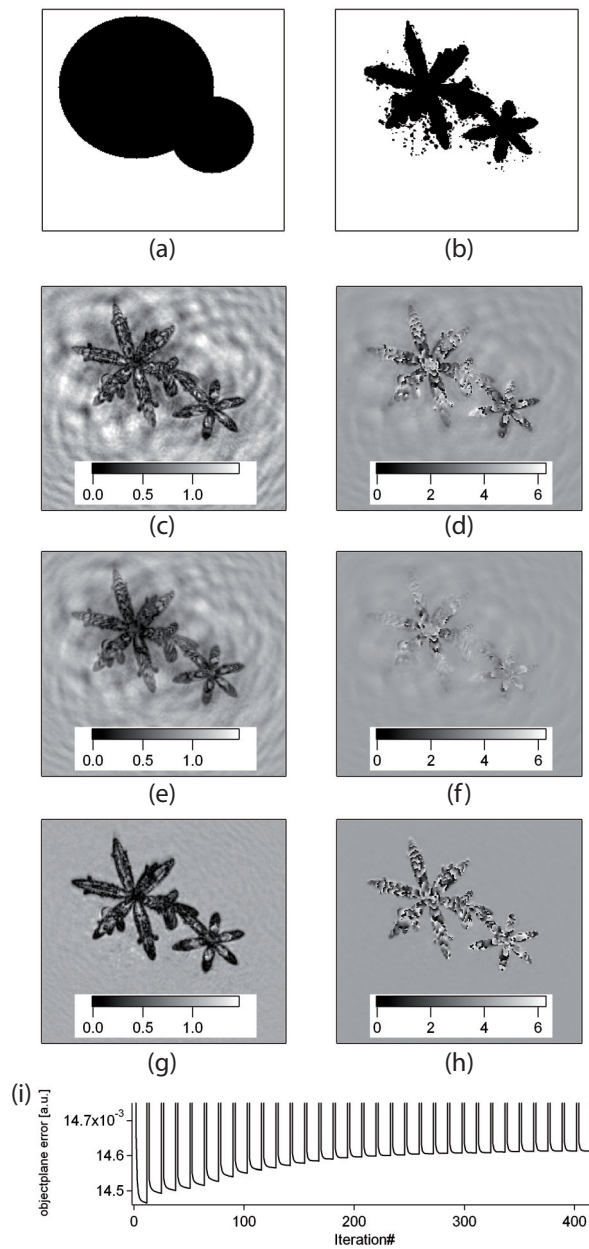 (a) (b)
0.0 0.5 1.0 0 2 4 6
(c) (d)
0.0 0.5 1.0 0 2 4 6
(e) (f)
0.0 0.5 1.0 0 2 4 6
(g) (h)
(i)
objectplane error [a.u.]
14.7x10⁻³
14.6
14.5
0 100 200 300 400
Iteration#